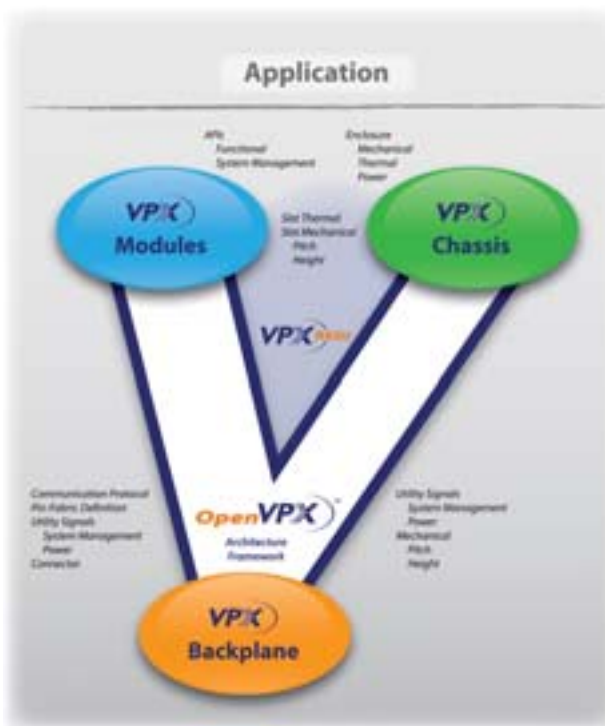 Application
APIs
Functional
System Management
Enclosure
Mechanical
Thermal
Power
VPX
Modules
Slot Thermal
Slot Mechanical
Pitch
Height
VPX
Chassis
VPX REDI
Communication Protocol
Pin Fabric Definition
Utility Signals
System Management
Power
Connector
OpenVPX™
Architecture
Framework
Utility Signals
System Management
Power
Mechanical
Pitch
Height
VPX
Backplane